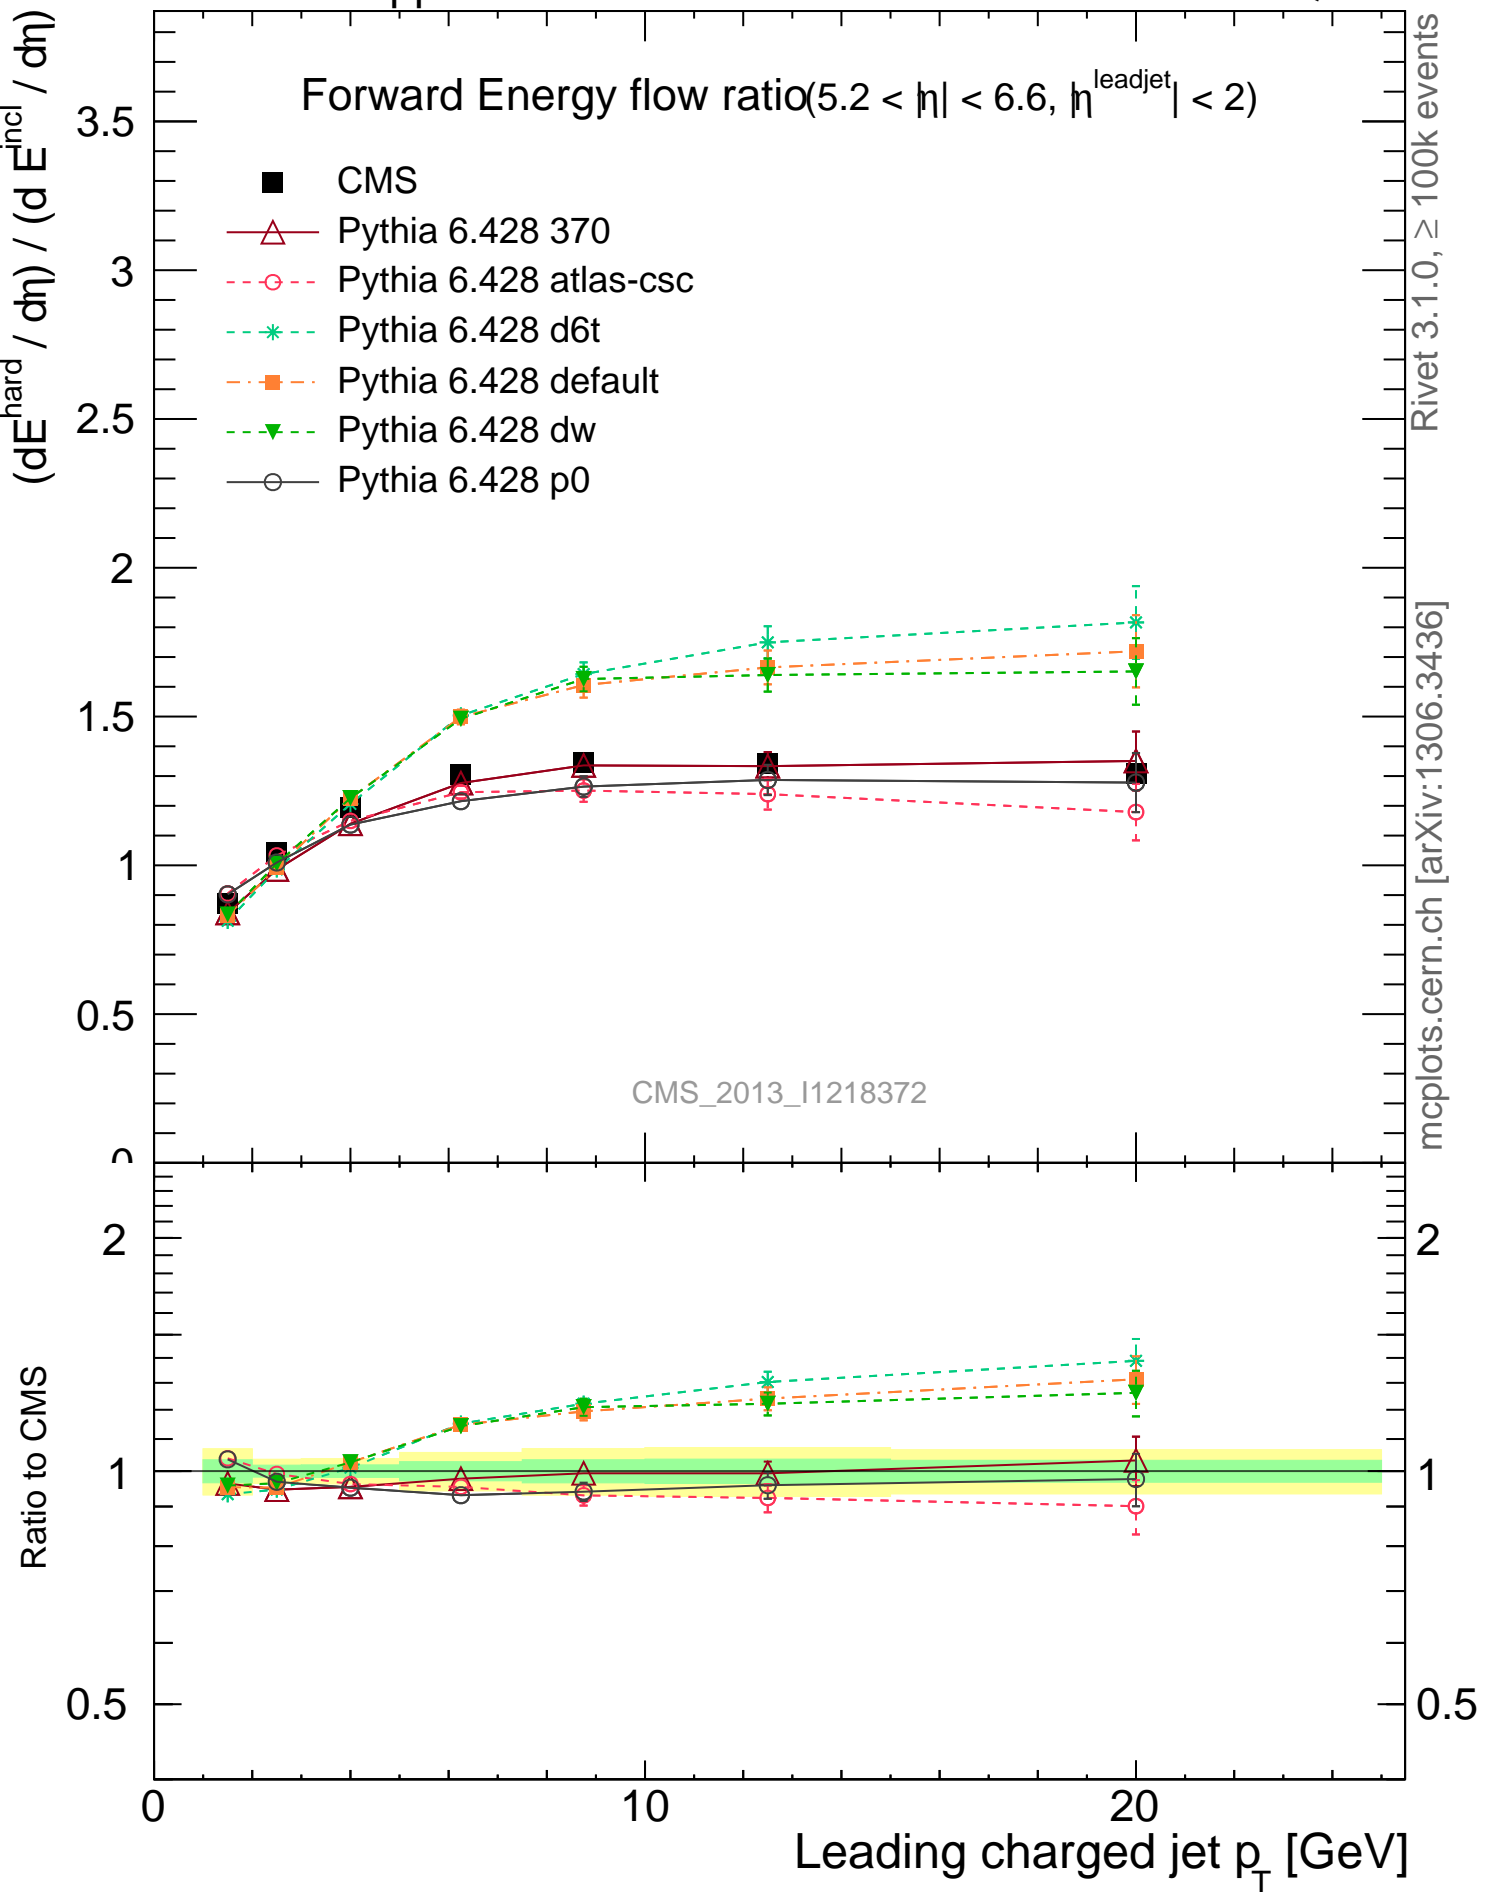 Forward Energy flow ratio(5.2 < |η| < 6.6, |η^leadjet| < 2)
(dE^hard / dη) / (d E^incl / dη)
3.5
3
2.5
2
1.5
1
0.5
0
CMS
Pythia 6.428 370
Pythia 6.428 atlas-csc
Pythia 6.428 d6t
Pythia 6.428 default
Pythia 6.428 dw
Pythia 6.428 p0
CMS_2013_I1218372
Rivet 3.1.0, ≥ 100k events
mcplots.cern.ch [arXiv:1306.3436]
Ratio to CMS
2
1
0.5
2
1
0.5
0
10
20
Leading charged jet p_T [GeV]